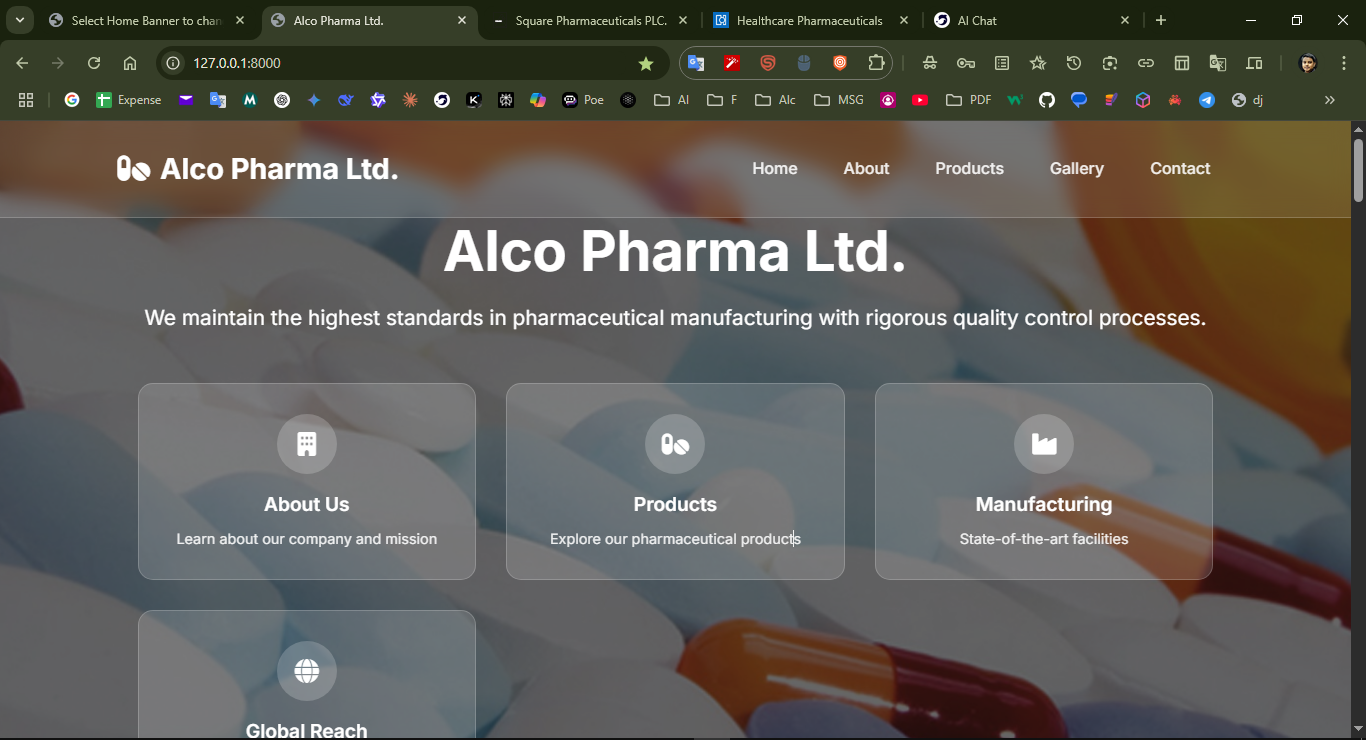 Select Home Banner to chan
Alco Pharma Ltd.
Square Pharmaceuticals PLC.
Healthcare Pharmaceuticals
AI Chat
127.0.0.1:8000
Expense
Poe
AI
F
Alc
MSG
PDF
dj
Alco Pharma Ltd.
Home
About
Products
Gallery
Contact
Alco Pharma Ltd.
We maintain the highest standards in pharmaceutical manufacturing with rigorous quality control processes.
About Us
Learn about our company and mission
Products
Explore our pharmaceutical products
Manufacturing
State-of-the-art facilities
Global Reach